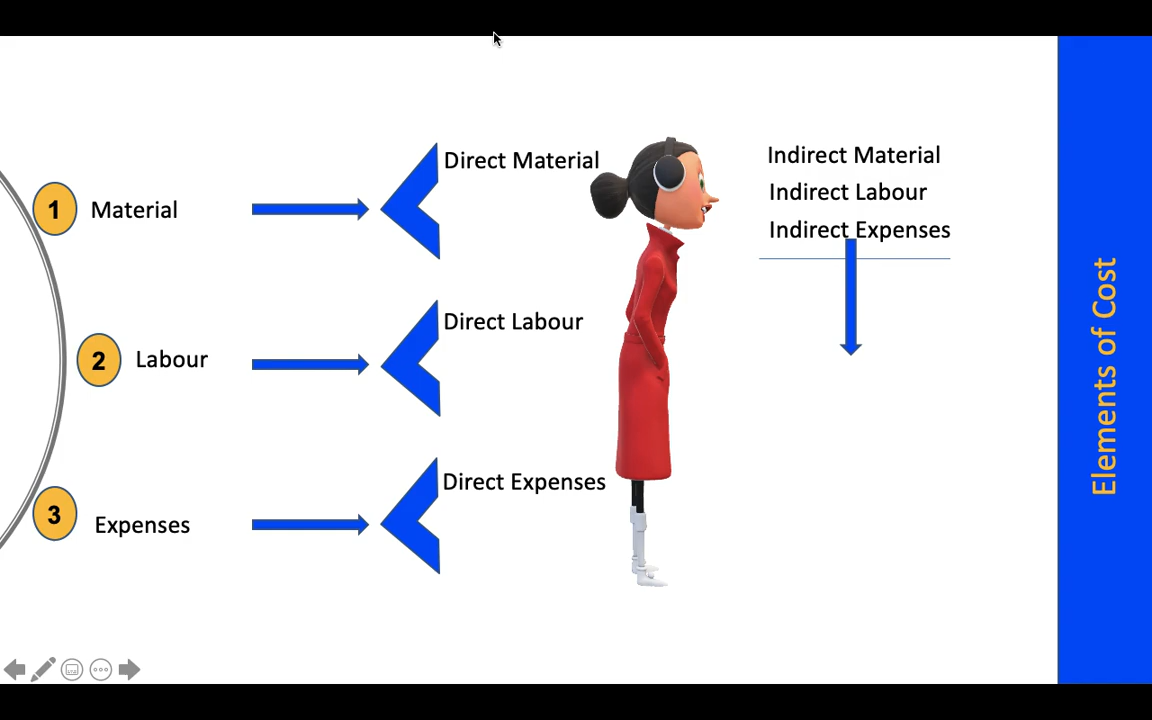 1
Material
Direct Material
2
Labour
Direct Labour
3
Expenses
Direct Expenses
Indirect Material
Indirect Labour
Indirect Expenses
Elements of Cost